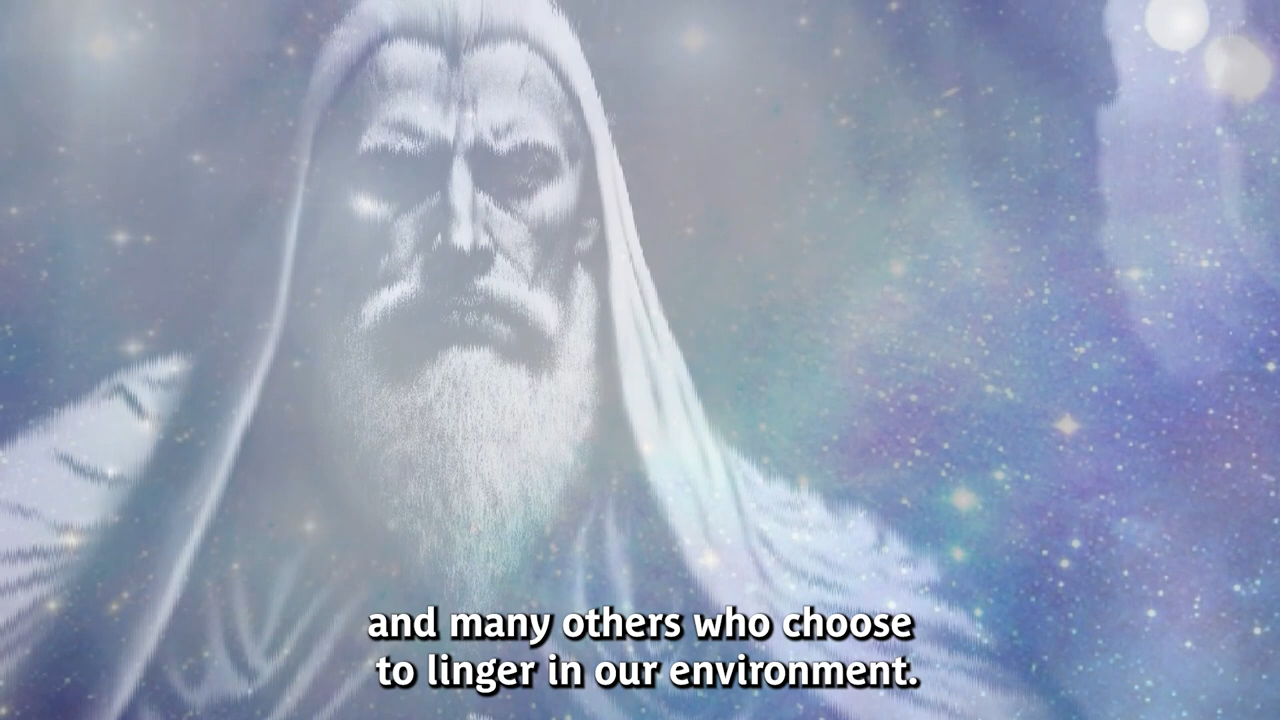 and many others who choose
to linger in our environment.